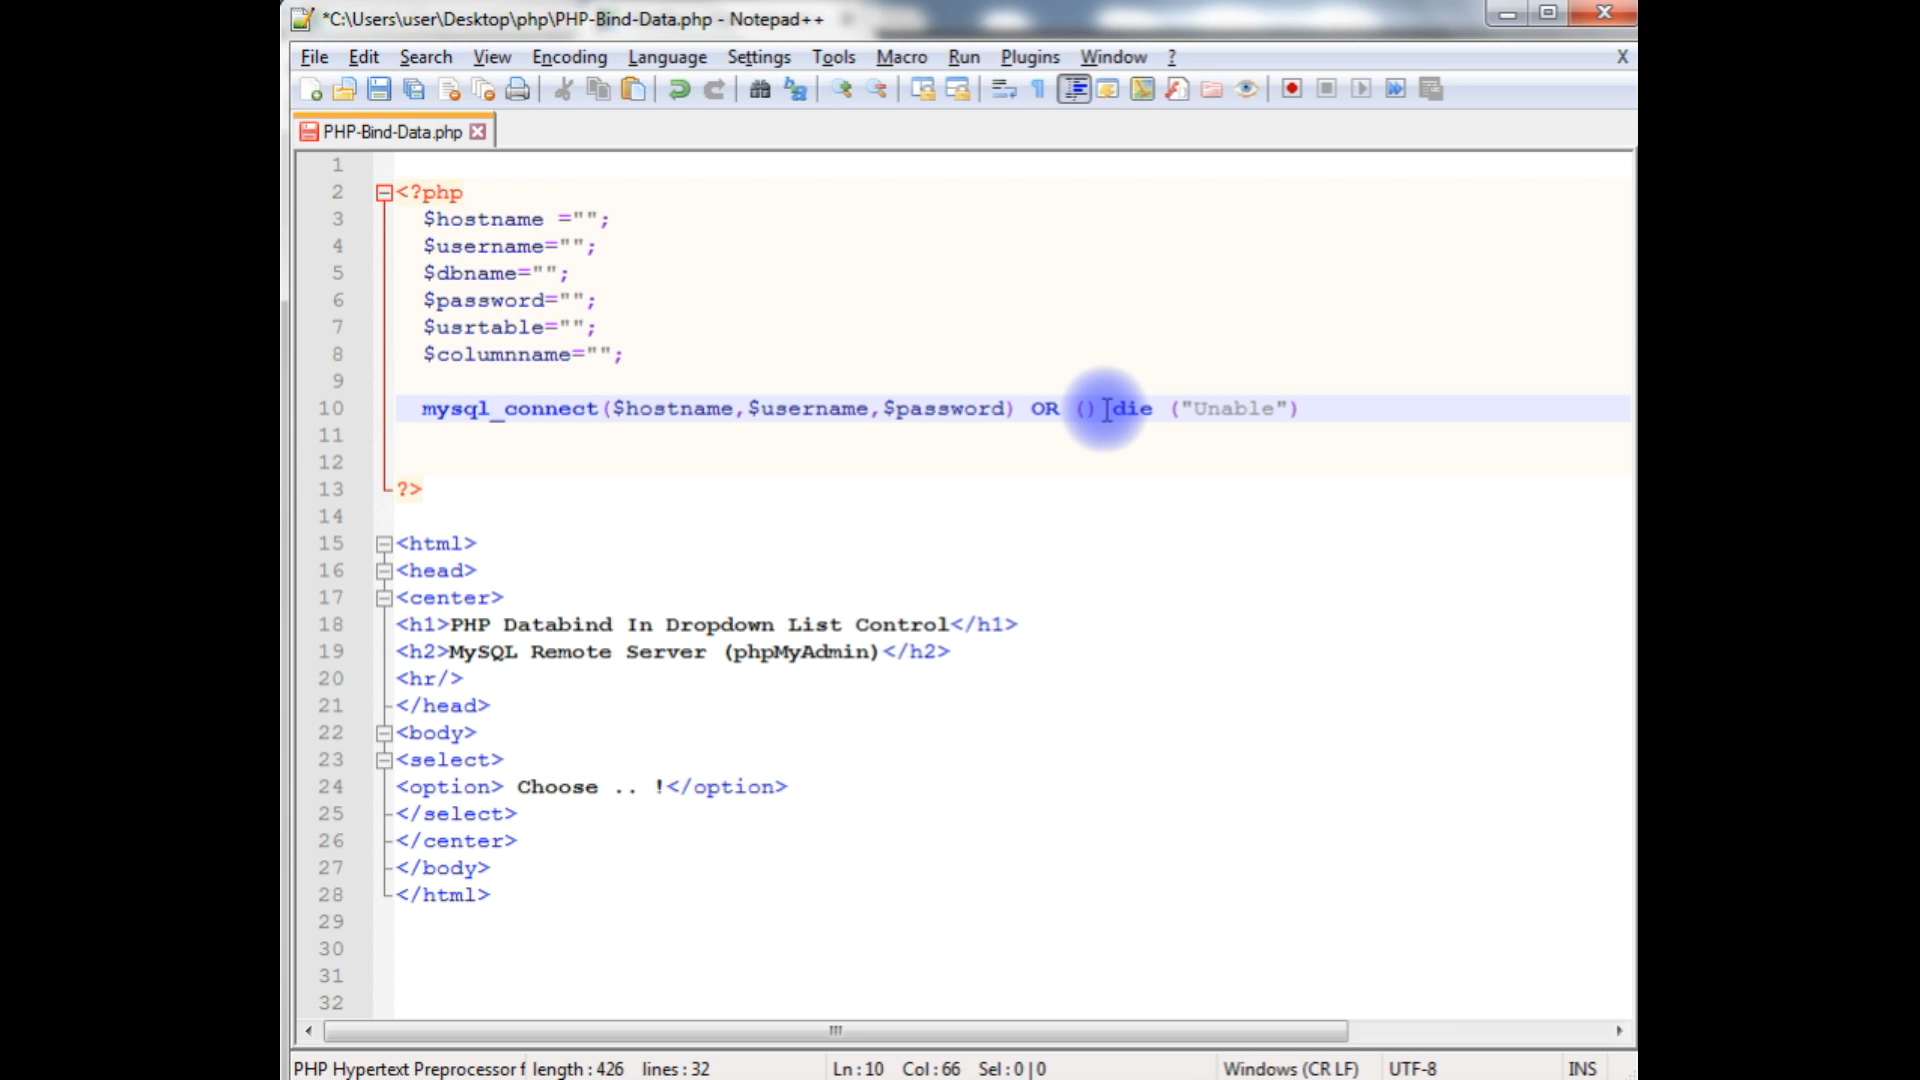 *C:\Users\user\Desktop\php\PHP-Bind-Data.php - Notepad++
File Edit Search View Encoding Language Settings Tools Macro Run Plugins Window ? X
PHP-Bind-Data.php
1
2 <?php
3 $hostname ="";
4 $username="";
5 $dbname="";
6 $password="";
7 $usrtable="";
8 $columnname="";
9
10 mysql_connect($hostname,$username,$password) OR () die ("Unable")
11
12
13 ?>
14
15 <html>
16 <head>
17 <center>
18 <h1>PHP Databind In Dropdown List Control</h1>
19 <h2>MySQL Remote Server (phpMyAdmin)</h2>
20 <hr/>
21 </head>
22 <body>
23 <select>
24 <option> Choose .. !</option>
25 </select>
26 </center>
27 </body>
28 </html>
29
30
31
32
PHP Hypertext Preprocessor f length : 426 lines : 32 Ln : 10 Col : 66 Sel : 0 | 0 Windows (CR LF) UTF-8 INS